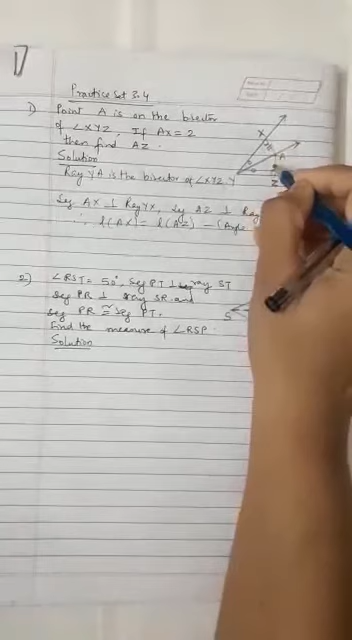 Practice Set 3.4
1) Point A is on the bisector
of ∠XYZ. If AX = 2
then find AZ.
Solution
Ray YA is the bisector of ∠XYZ.
X
A
Y
Z
Seg AX ⊥ Ray YX, Seg AZ ⊥ Ray
∴ l(AX) = l(AZ) - (Angle
2) ∠RST = 50°, Seg PT ⊥ ray ST
Seg PR ⊥ ray SR and
Seg PR ≅ Seg PT.
Find the measure of ∠RSP.
S
Solution